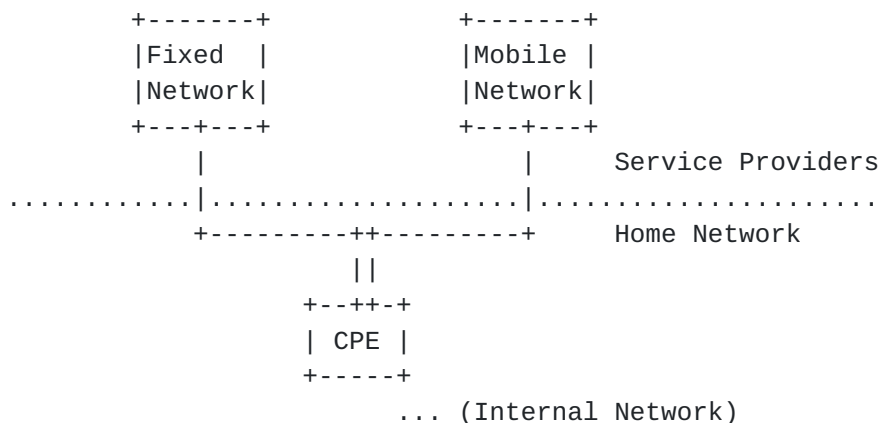 +-------+             +-------+
|Fixed  |             |Mobile |
|Network|             |Network|
+---+---+             +---+---+
    |                     |     Service Providers
............|.....................|......................
    +---------++---------+     Home Network
              ||
           +--++-+
           | CPE |
           +-----+
                 ... (Internal Network)